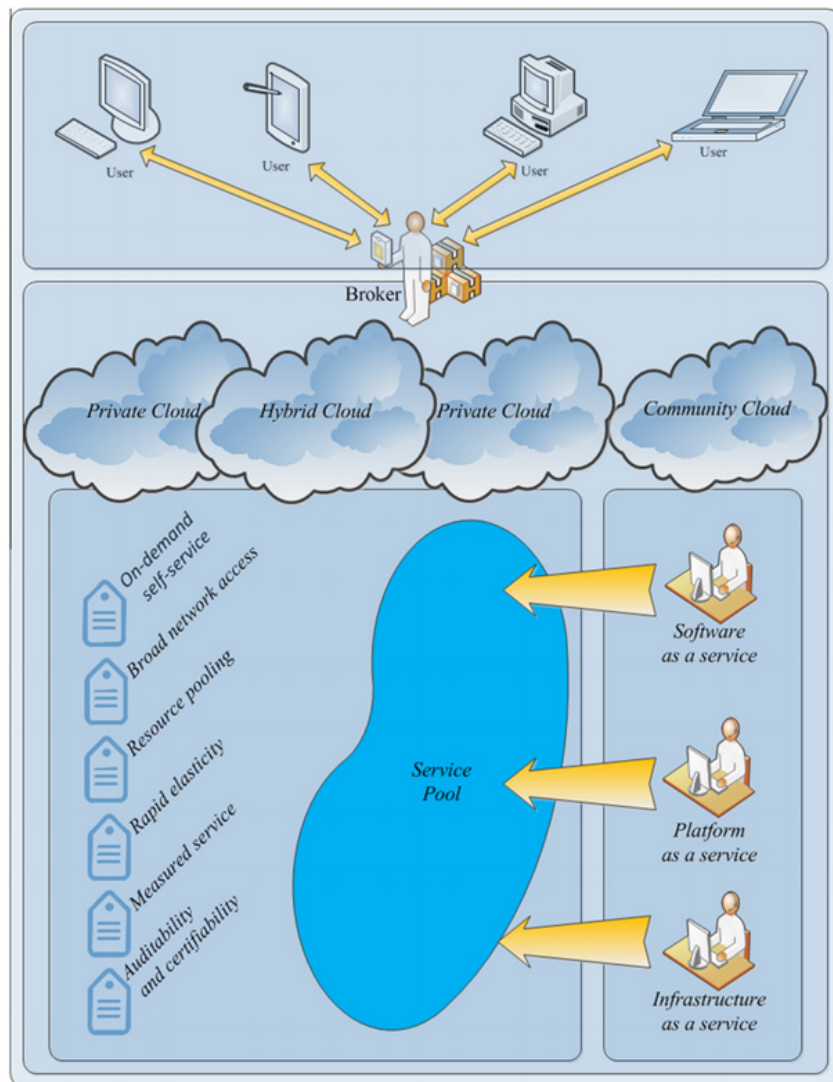 User
User
User
User
Broker
Private Cloud
Hybrid Cloud
Private Cloud
Community Cloud
On-demand
self-service
Broad network access
Resource pooling
Rapid elasticity
Measured service
Auditability
and certifiability
Service
Pool
Software
as a service
Platform
as a service
Infrastructure
as a service